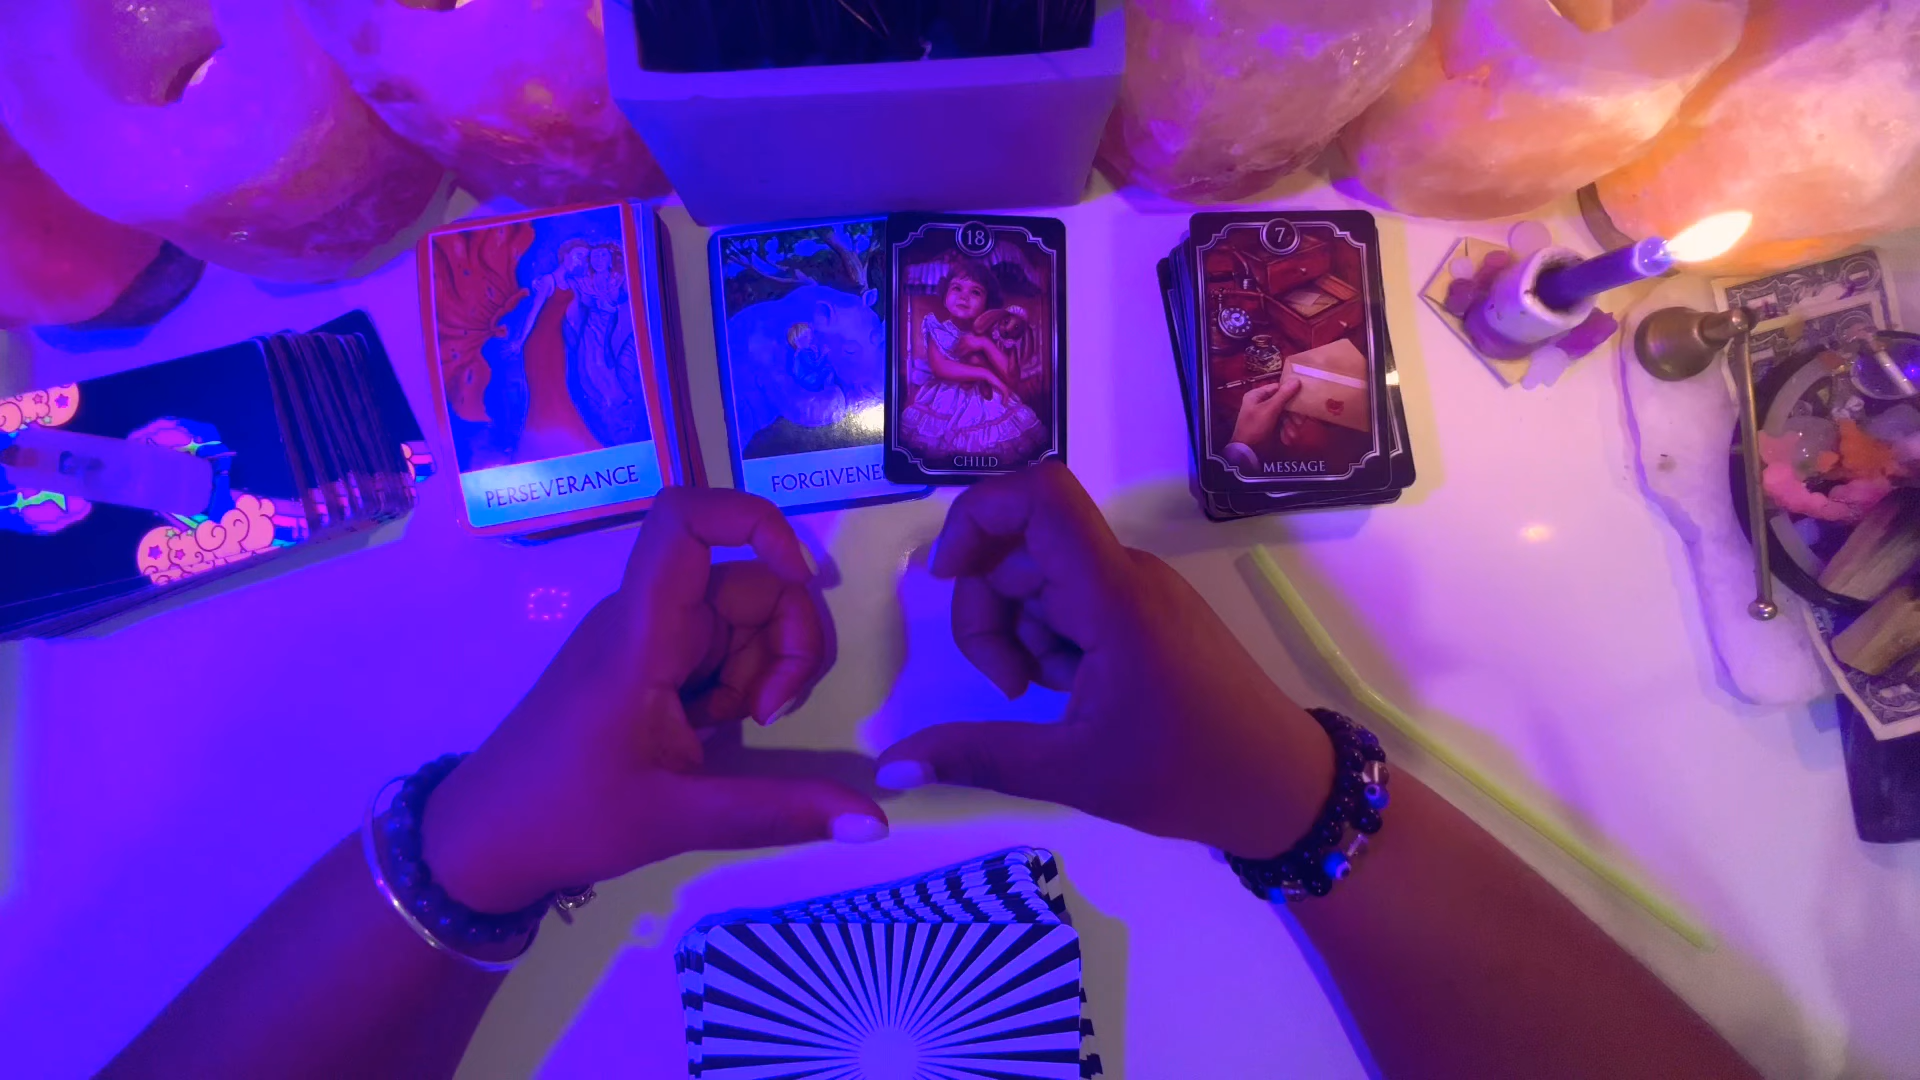 PERSEVERANCE
FORGIVENE
18
CHILD
7
MESSAGE